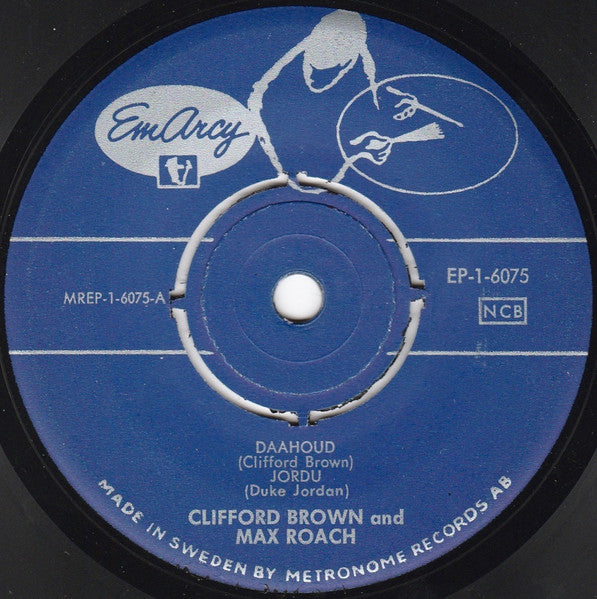 EmArcy
MREP-1-6075-A
EP-1-6075
NCB
DAAHOUD
(Clifford Brown)
JORDU
(Duke Jordan)
CLIFFORD BROWN and
MAX ROACH
MADE IN SWEDEN BY METRONOME RECORDS AB